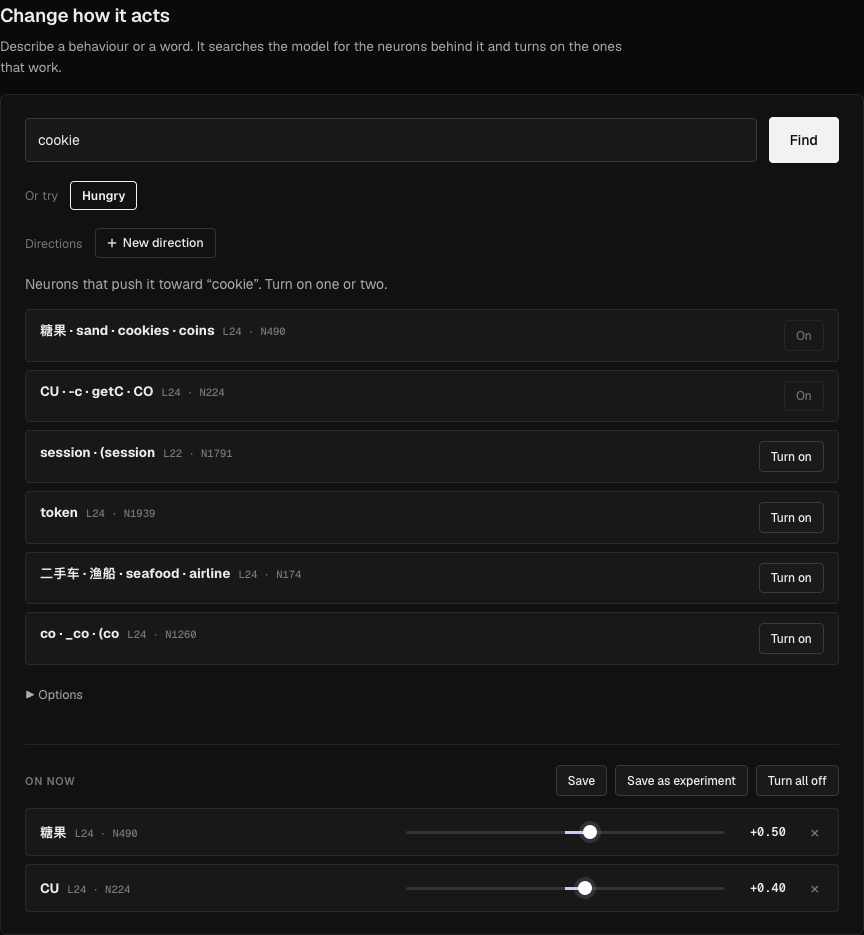 Change how it acts
Describe a behaviour or a word. It searches the model for the neurons behind it and turns on the ones
that work.
cookie
Find
Or try
Hungry
Directions
+ New direction
Neurons that push it toward “cookie”. Turn on one or two.
糖果 · sand · cookies · coins L24 · N490
On
CU · -c · getC · CO L24 · N224
On
session · (session L22 · N1791
Turn on
token L24 · N1939
Turn on
二手车 · 渔船 · seafood · airline L24 · N174
Turn on
co · _co · (co L24 · N1260
Turn on
▶ Options
ON NOW
Save
Save as experiment
Turn all off
糖果 L24 · N490
+0.50
×
CU L24 · N224
+0.40
×